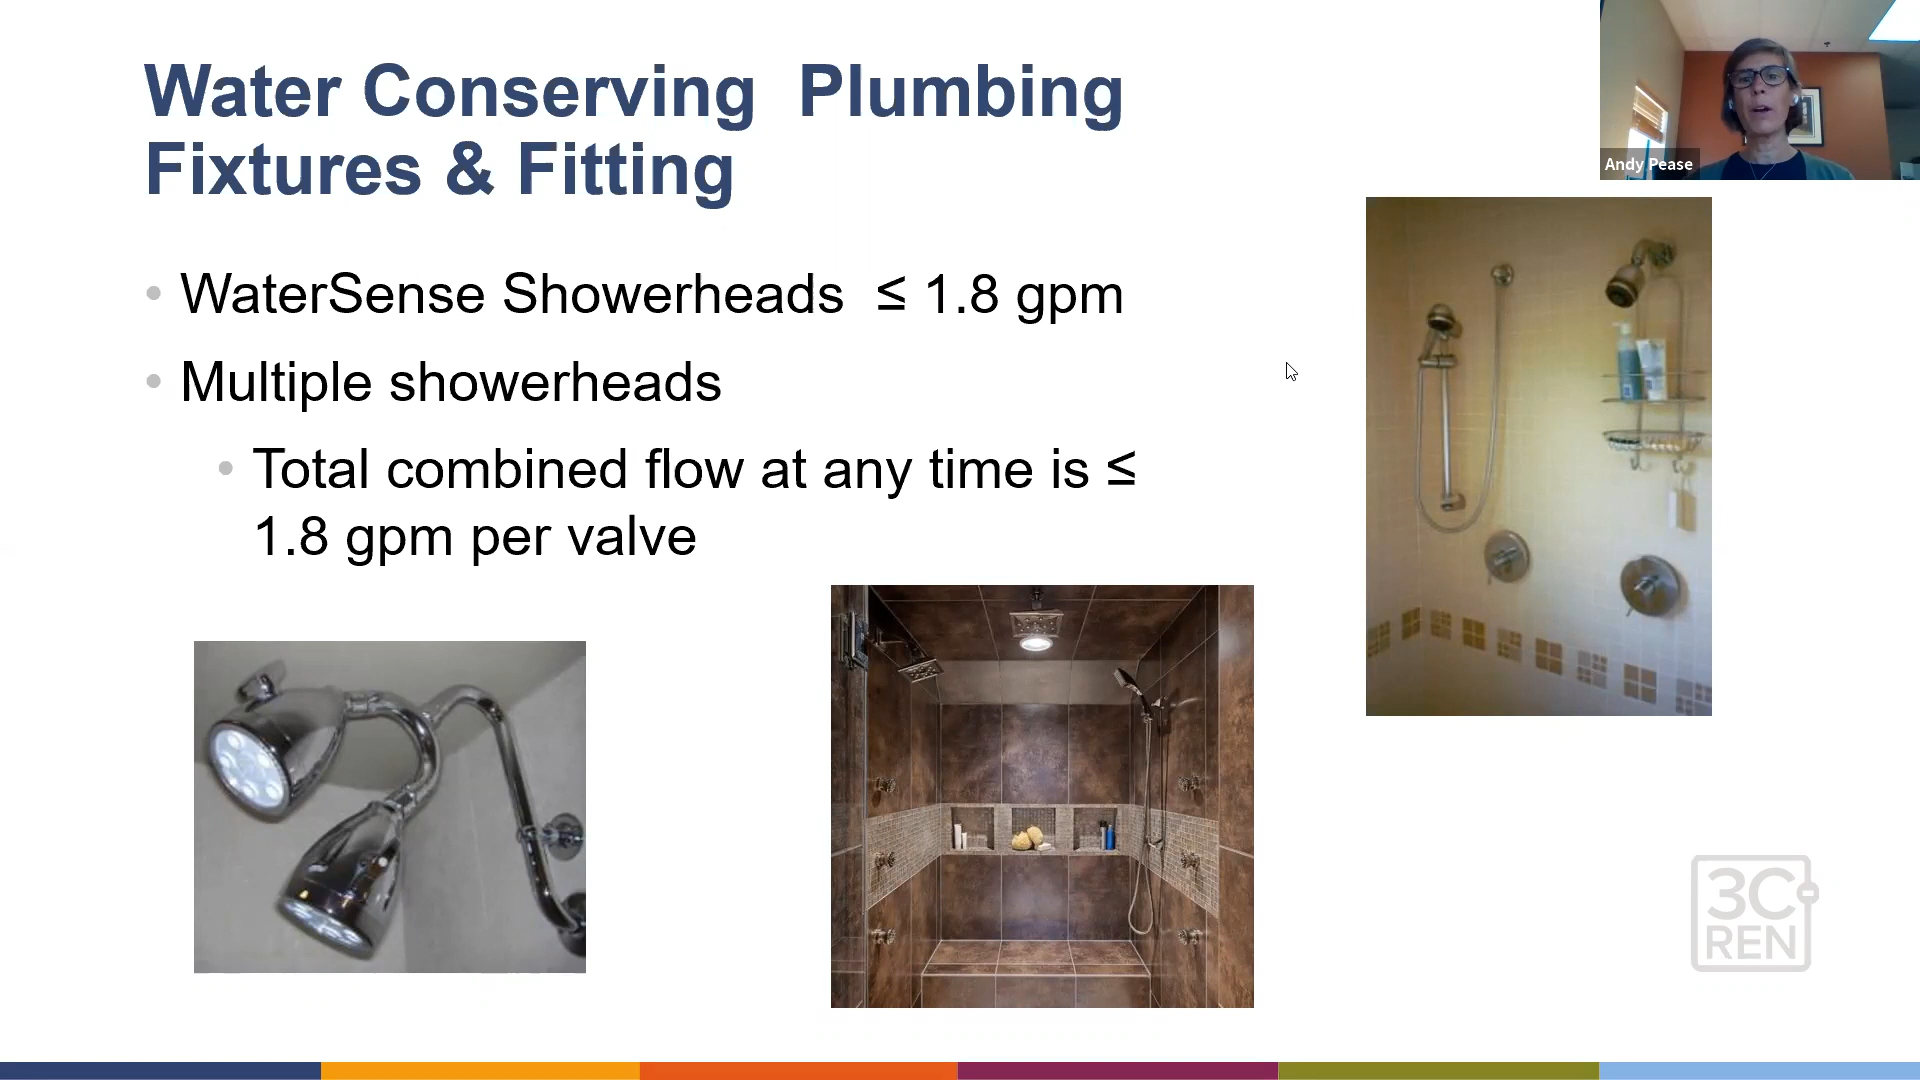 Water Conserving  Plumbing
Fixtures & Fitting
Andy Pease
• WaterSense Showerheads  ≤ 1.8 gpm
• Multiple showerheads
• Total combined flow at any time is ≤
1.8 gpm per valve
3C
REN